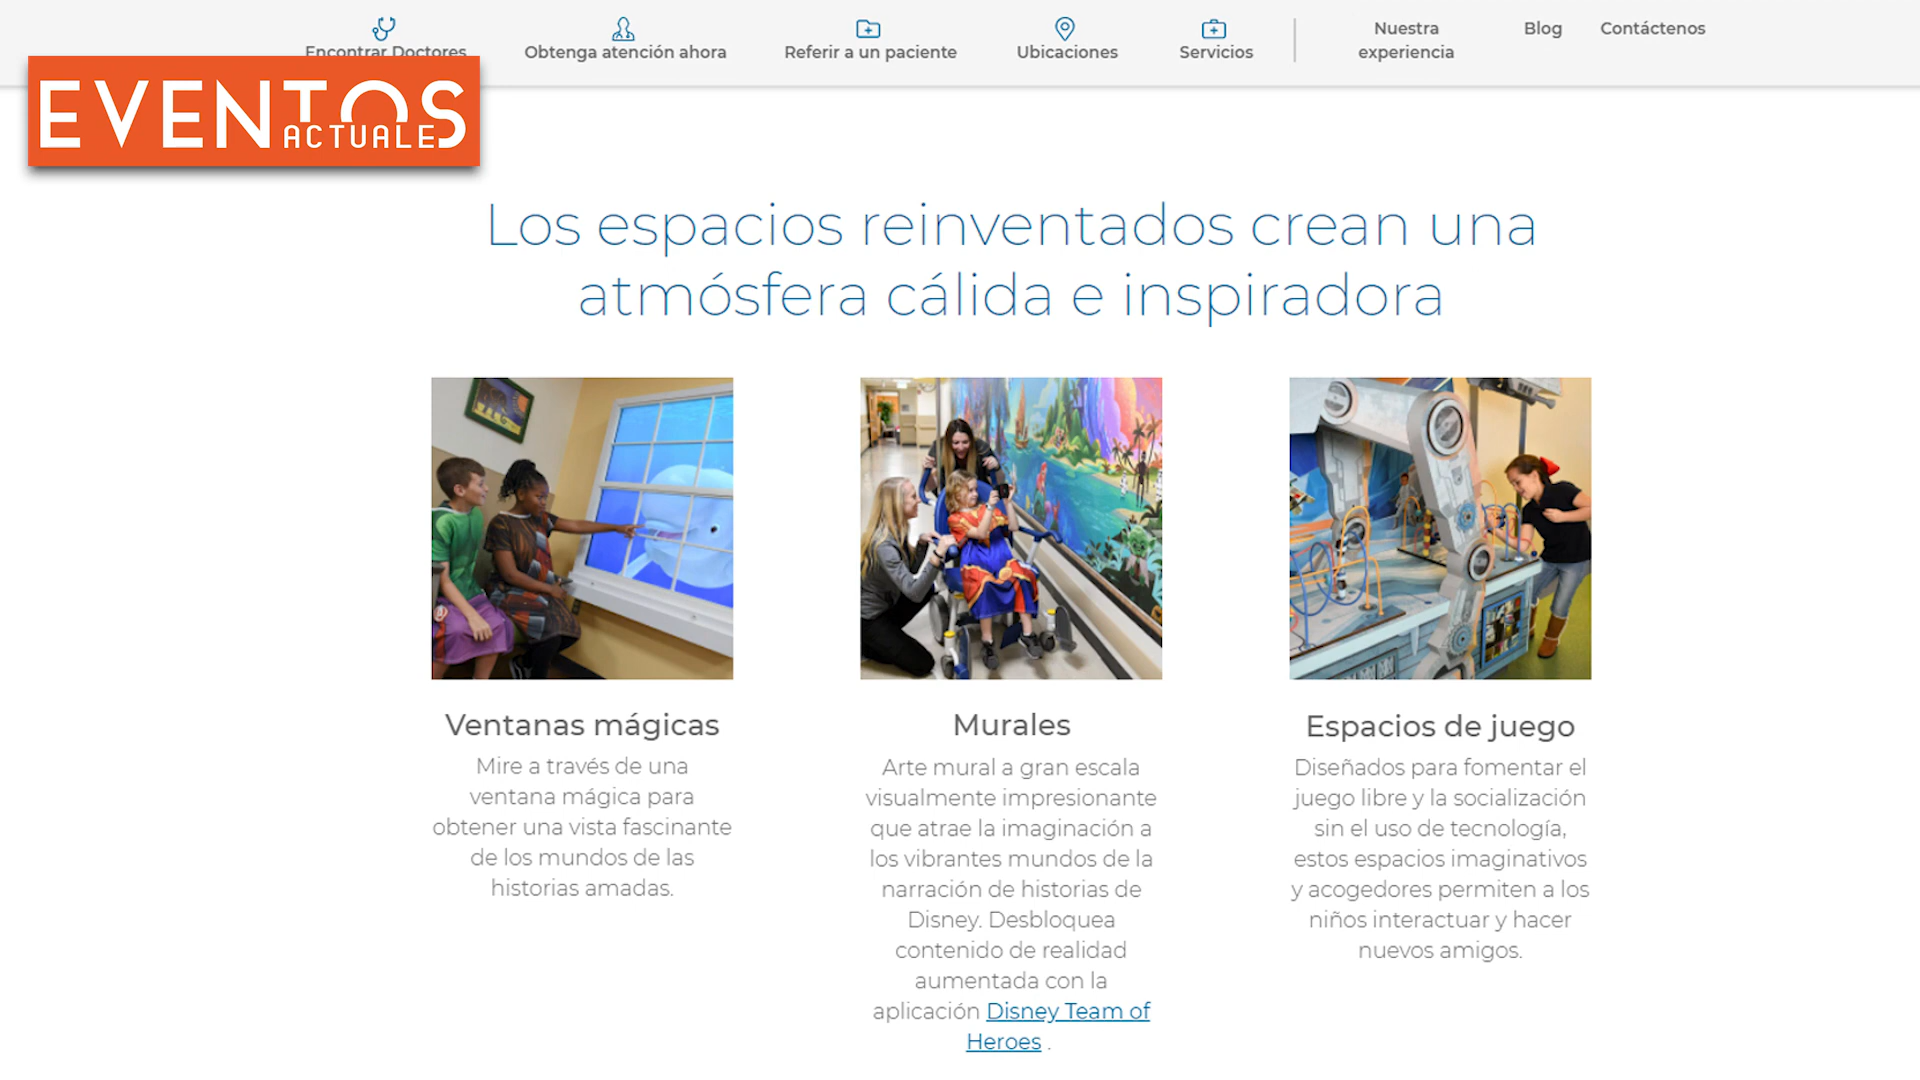 Encontrar Doctores
Obtenga atención ahora
Referir a un paciente
Ubicaciones
Servicios
Nuestra
experiencia
Blog
Contáctenos
EVENTOS
ACTUALES
Los espacios reinventados crean una
atmósfera cálida e inspiradora
Ventanas mágicas
Mire a través de una
ventana mágica para
obtener una vista fascinante
de los mundos de las
historias amadas.
Murales
Arte mural a gran escala
visualmente impresionante
que atrae la imaginación a
los vibrantes mundos de la
narración de historias de
Disney. Desbloquea
contenido de realidad
aumentada con la
aplicación Disney Team of
Heroes .
Espacios de juego
Diseñados para fomentar el
juego libre y la socialización
sin el uso de tecnología,
estos espacios imaginativos
y acogedores permiten a los
niños interactuar y hacer
nuevos amigos.